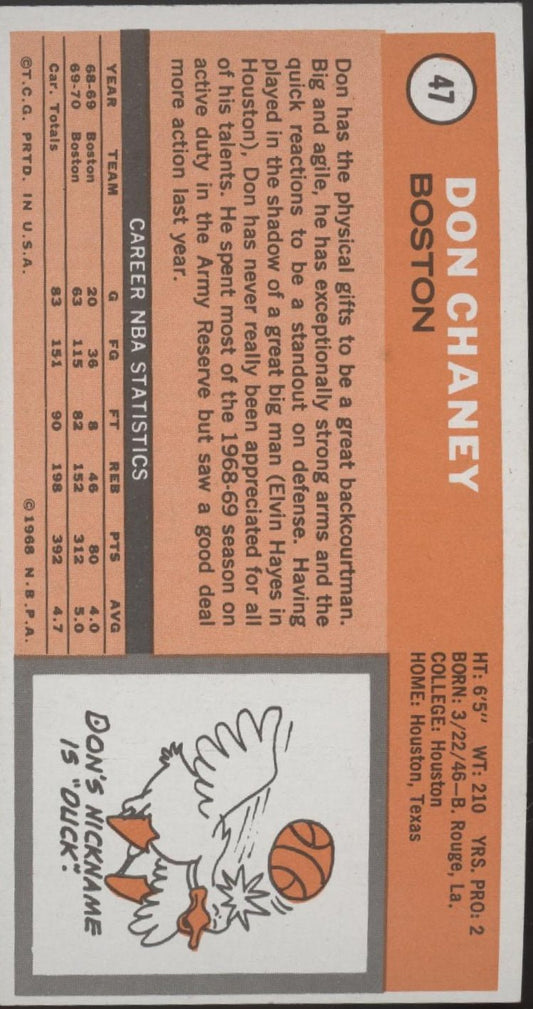 47
DON CHANEY
BOSTON
HT: 6'5" WT: 210 YRS. PRO: 2
BORN: 3/22/46—B. Rouge, La.
COLLEGE: Houston
HOME: Houston, Texas
Don has the physical gifts to be a great backcourtman.
Big and agile, he has exceptionally strong arms and the
quick reactions to be a standout on defense. Having
played in the shadow of a great big man (Elvin Hayes in
Houston), Don has never really been appreciated for all
of his talents. He spent most of the 1968-69 season on
active duty in the Army Reserve but saw a good deal
more action last year.
CAREER NBA STATISTICS
YEAR TEAM G FG FT REB PTS AVG
68-69 Boston 20 36 8 46 80 4.0
69-70 Boston 63 115 82 152 312 5.0
Car. Totals 83 151 90 198 392 4.7
©T.C.G. PRTD. IN U.S.A. ©1968 N.B.P.A.
DON'S NICKNAME
IS "DUCK".